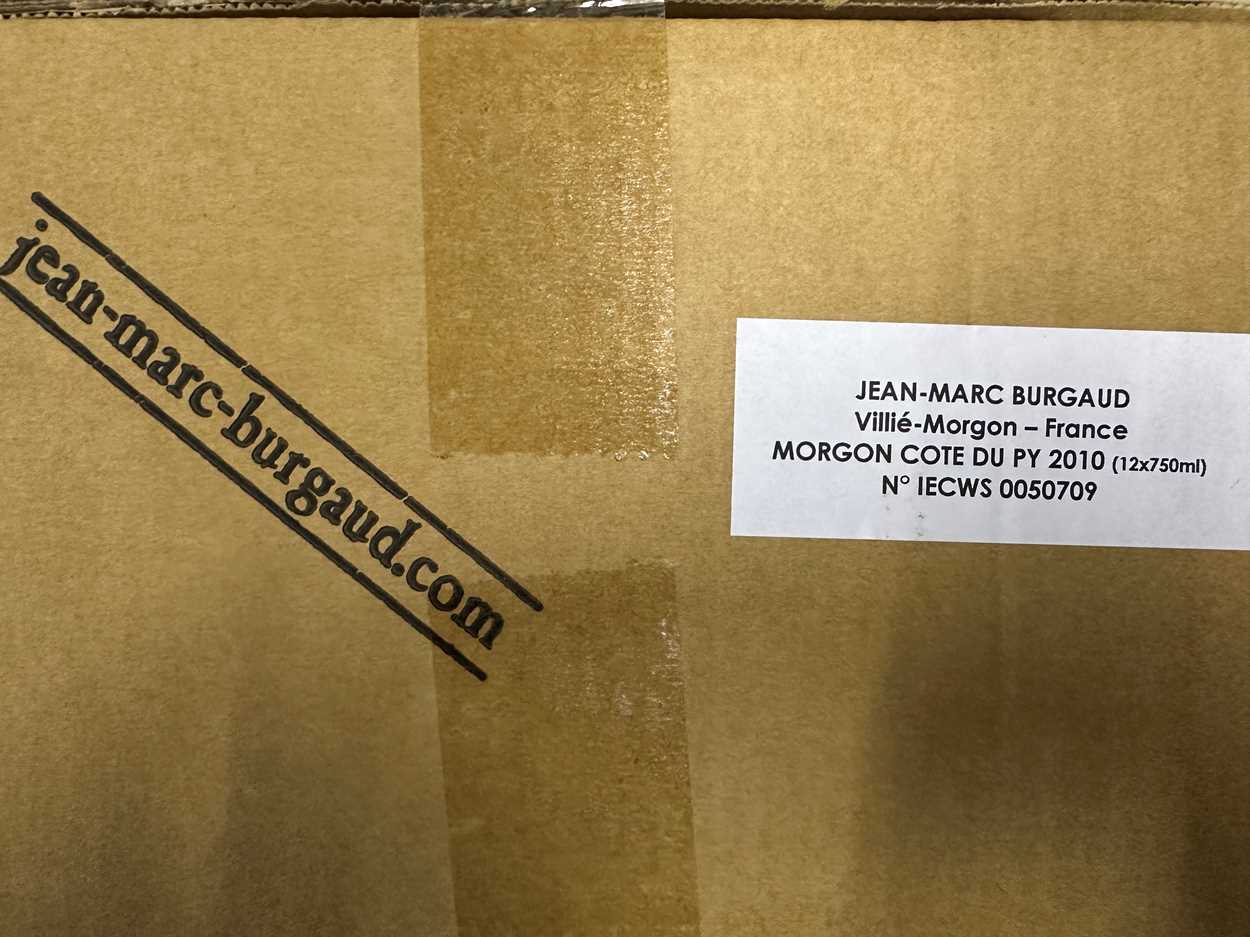 jean-marc-burgaud.com
JEAN-MARC BURGAUD
Villié-Morgon – France
MORGON COTE DU PY 2010 (12x750ml)
N° IECWS 0050709